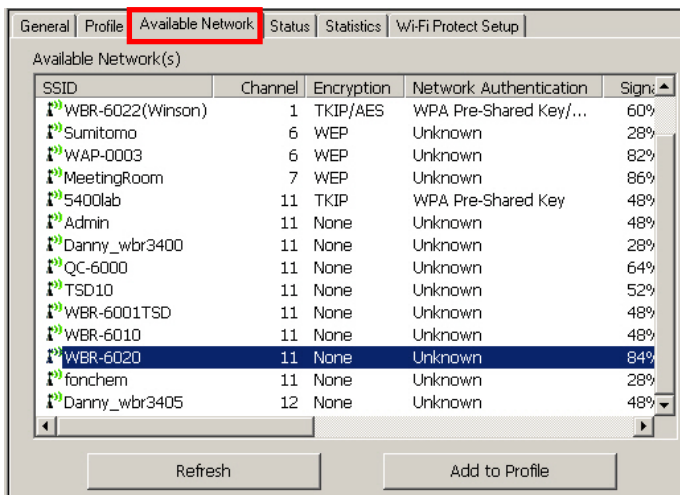 General Profile Available Network Status Statistics Wi-Fi Protect Setup
Available Network(s)
SSID Channel Encryption Network Authentication Signa
WBR-6022(Winson) 1 TKIP/AES WPA Pre-Shared Key/... 60%
Sumitomo 6 WEP Unknown 28%
WAP-0003 6 WEP Unknown 82%
MeetingRoom 7 WEP Unknown 86%
5400lab 11 TKIP WPA Pre-Shared Key 48%
Admin 11 None Unknown 48%
Danny_wbr3400 11 None Unknown 28%
QC-6000 11 None Unknown 64%
TSD10 11 None Unknown 52%
WBR-6001TSD 11 None Unknown 48%
WBR-6010 11 None Unknown 48%
WBR-6020 11 None Unknown 84%
fonchem 11 None Unknown 28%
Danny_wbr3405 12 None Unknown 48%
Refresh Add to Profile